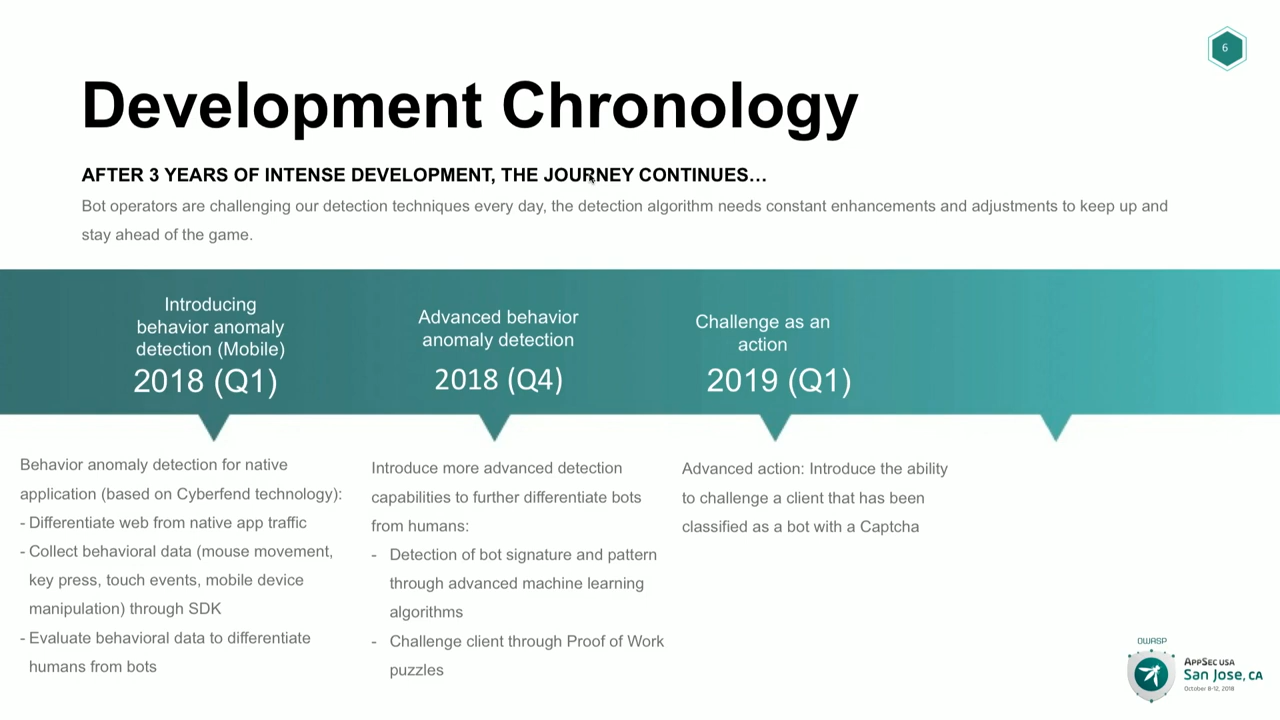 6
Development Chronology
AFTER 3 YEARS OF INTENSE DEVELOPMENT, THE JOURNEY CONTINUES…
Bot operators are challenging our detection techniques every day, the detection algorithm needs constant enhancements and adjustments to keep up and
stay ahead of the game.
Introducing
behavior anomaly
detection (Mobile)
2018 (Q1)
Advanced behavior
anomaly detection
2018 (Q4)
Challenge as an
action
2019 (Q1)
Behavior anomaly detection for native
application (based on Cyberfend technology):
- Differentiate web from native app traffic
- Collect behavioral data (mouse movement,
key press, touch events, mobile device
manipulation) through SDK
- Evaluate behavioral data to differentiate
humans from bots
Introduce more advanced detection
capabilities to further differentiate bots
from humans:
- Detection of bot signature and pattern
through advanced machine learning
algorithms
- Challenge client through Proof of Work
puzzles
Advanced action: Introduce the ability
to challenge a client that has been
classified as a bot with a Captcha
OWASP
AppSec USA
San Jose, CA
October 8-12, 2018